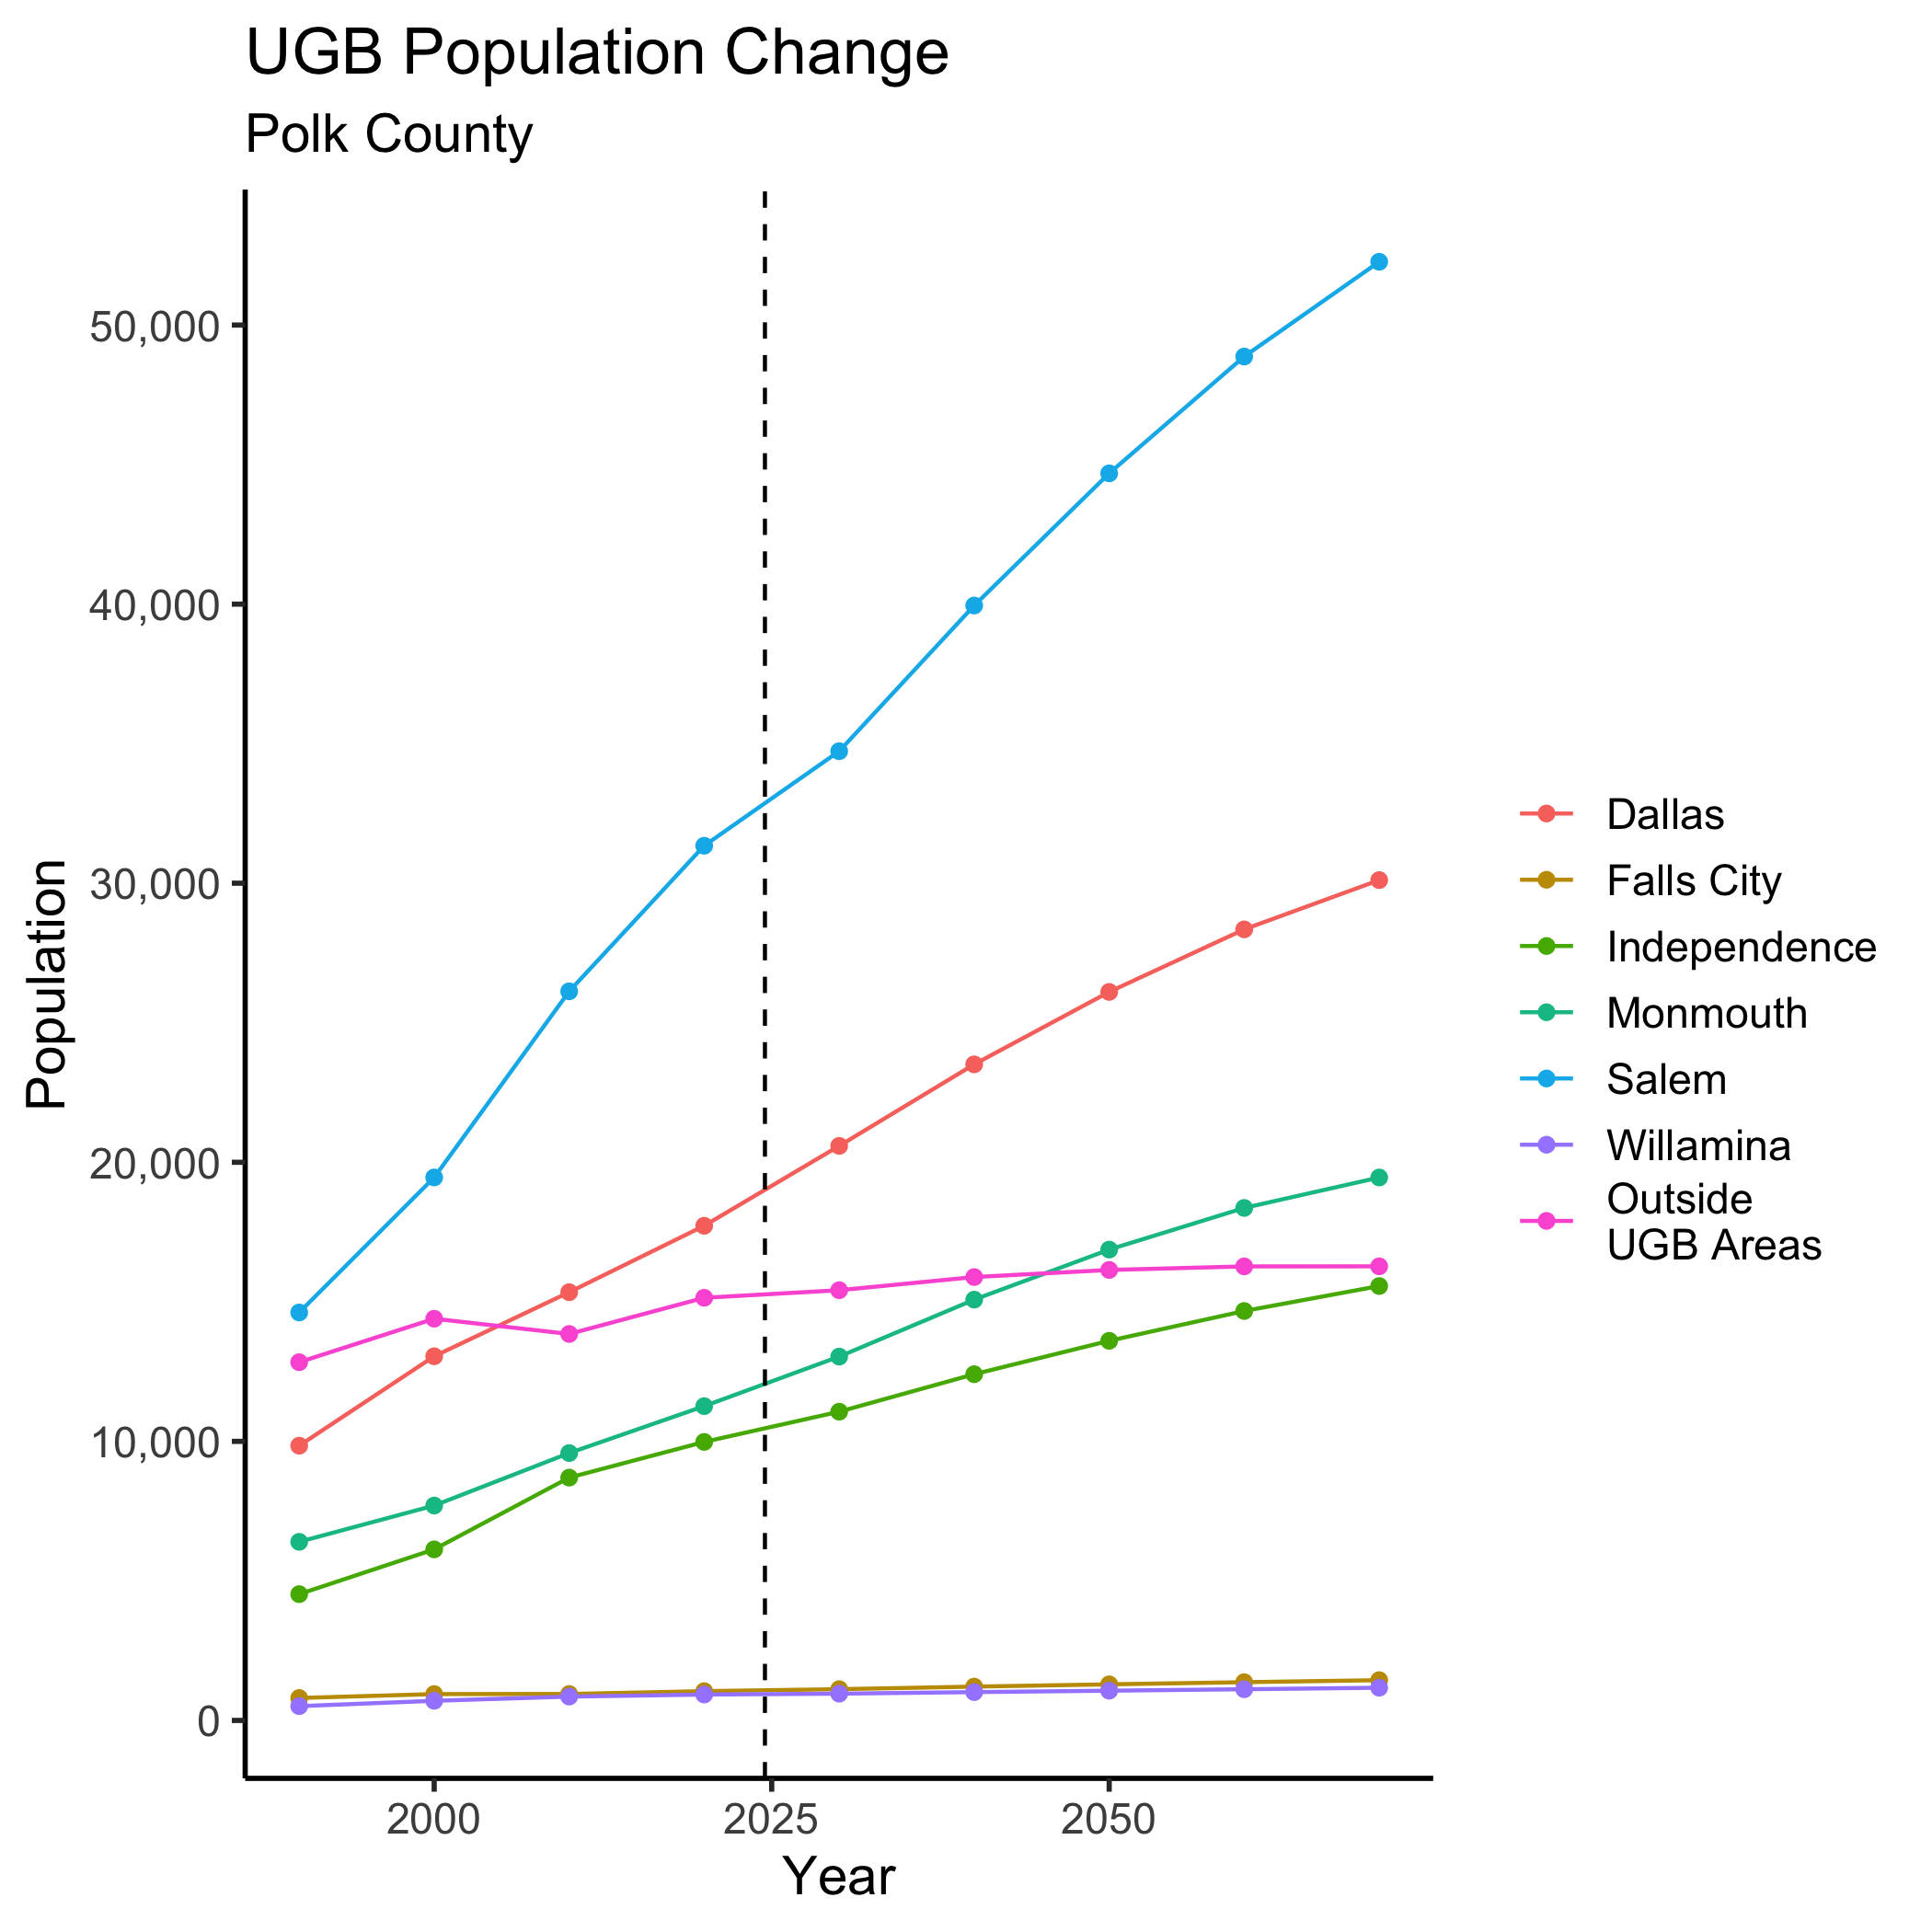 UGB Population Change
Polk County
Population
50,000
40,000
30,000
20,000
10,000
0
2000
2025
2050
Year
Dallas
Falls City
Independence
Monmouth
Salem
Willamina
Outside
UGB Areas